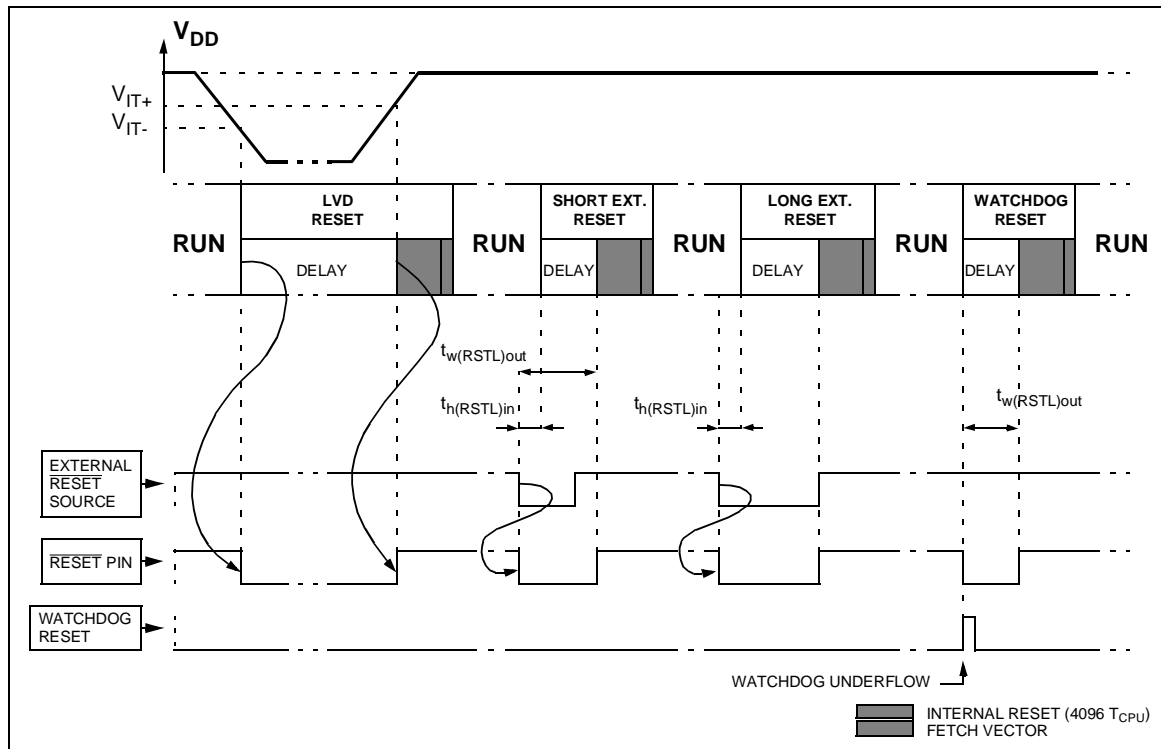 VDD
VIT+
VIT-
LVD
RESET
SHORT EXT.
RESET
LONG EXT.
RESET
WATCHDOG
RESET
RUN
RUN
RUN
RUN
RUN
DELAY
DELAY
DELAY
DELAY
tw(RSTL)out
th(RSTL)in
th(RSTL)in
tw(RSTL)out
EXTERNAL
RESET
SOURCE
RESET PIN
WATCHDOG
RESET
WATCHDOG UNDERFLOW
INTERNAL RESET (4096 TCPU)
FETCH VECTOR